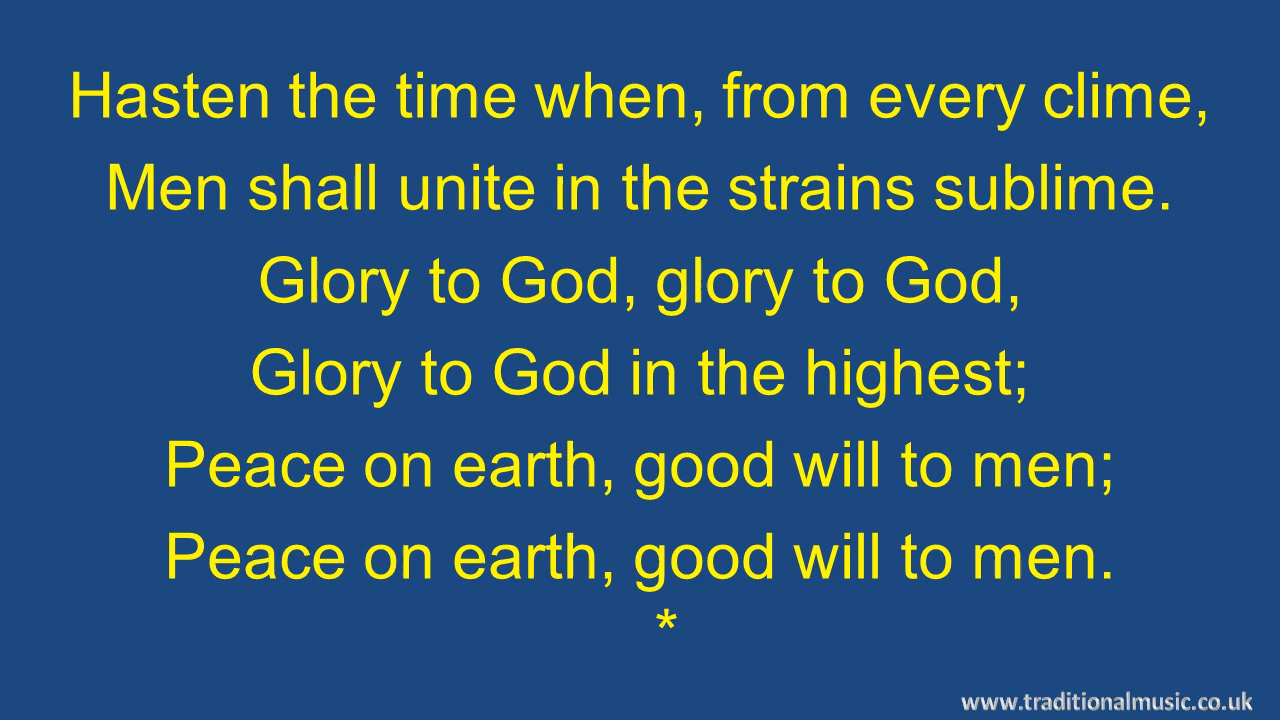 Hasten the time when, from every clime,
Men shall unite in the strains sublime.
Glory to God, glory to God,
Glory to God in the highest;
Peace on earth, good will to men;
Peace on earth, good will to men.
*
www.traditionalmusic.co.uk